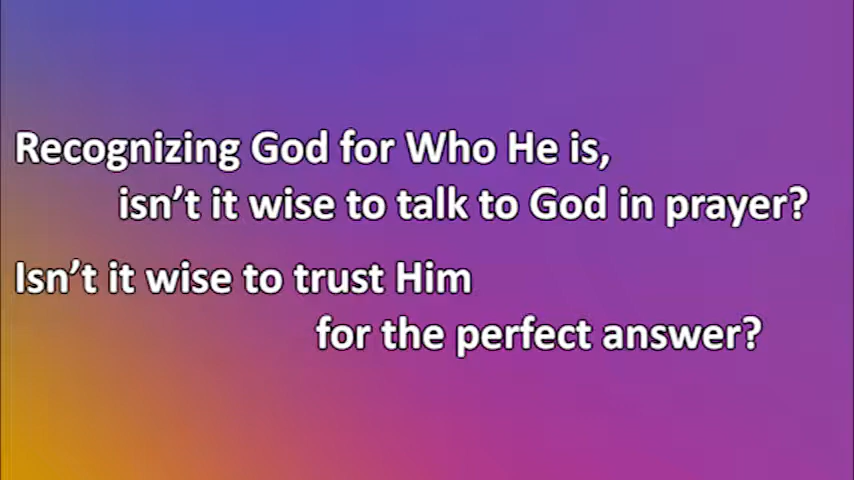 Recognizing God for Who He is,
isn’t it wise to talk to God in prayer?
Isn’t it wise to trust Him
for the perfect answer?